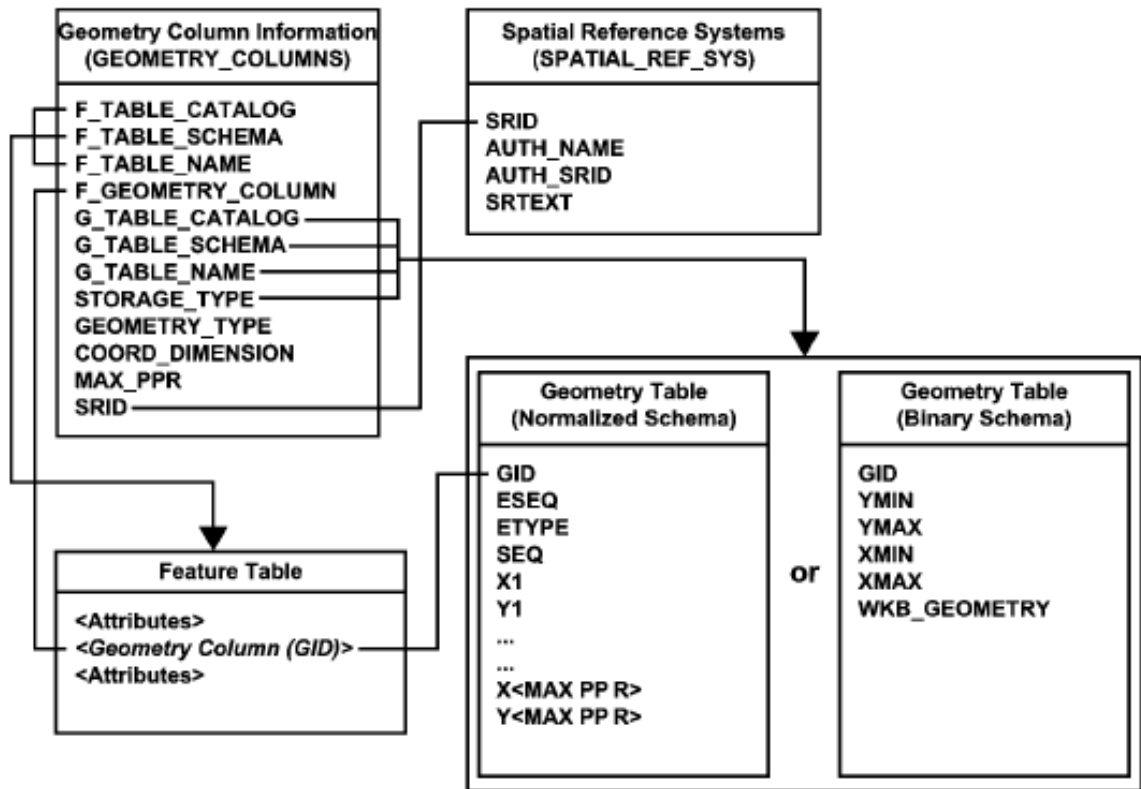 Geometry Column Information
(GEOMETRY_COLUMNS)
F_TABLE_CATALOG
F_TABLE_SCHEMA
F_TABLE_NAME
F_GEOMETRY_COLUMN
G_TABLE_CATALOG
G_TABLE_SCHEMA
G_TABLE_NAME
STORAGE_TYPE
GEOMETRY_TYPE
COORD_DIMENSION
MAX_PPR
SRID
Spatial Reference Systems
(SPATIAL_REF_SYS)
SRID
AUTH_NAME
AUTH_SRID
SRTEXT
Feature Table
<Attributes>
<Geometry Column (GID)>
<Attributes>
Geometry Table
(Normalized Schema)
GID
ESEQ
ETYPE
SEQ
X1
Y1
...
...
X<MAX PP R>
Y<MAX PP R>
or
Geometry Table
(Binary Schema)
GID
YMIN
YMAX
XMIN
XMAX
WKB_GEOMETRY